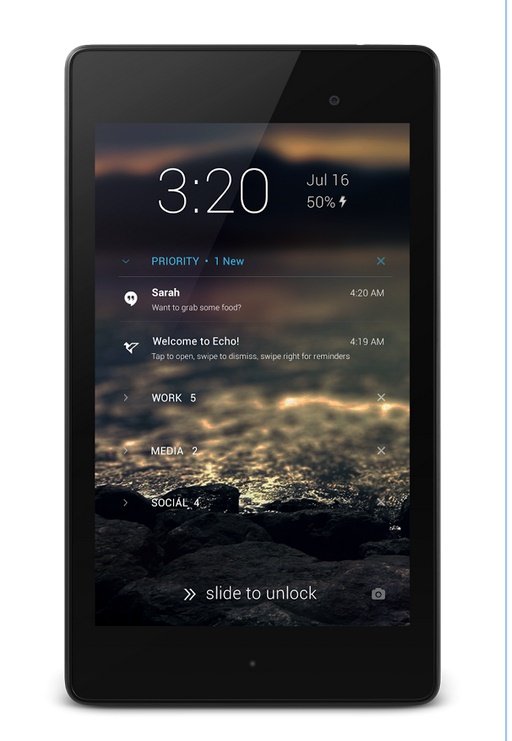 3:20
Jul 16
50%
PRIORITY • 1 New
Sarah 4:20 AM
Want to grab some food?
Welcome to Echo! 4:19 AM
Tap to open, swipe to dismiss, swipe right for reminders
WORK 5
MEDIA 2
SOCIAL 4
slide to unlock